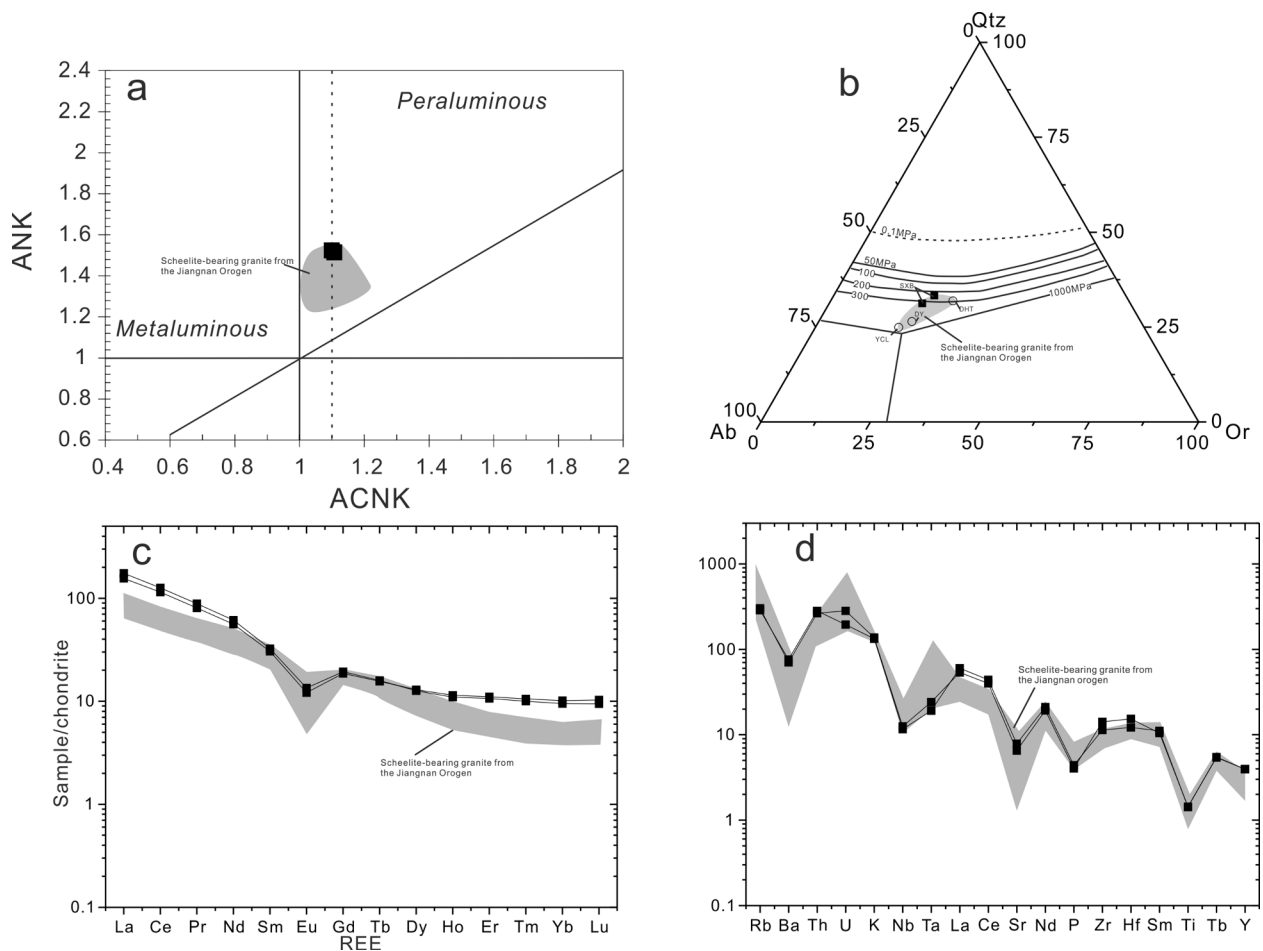 a
Peraluminous
Scheelite-bearing granite from
the Jiangnan Orogen
Metaluminous
ANK
2.4
2.2
2
1.8
1.6
1.4
1.2
1
0.8
0.6
0.4 0.6 0.8 1 1.2 1.4 1.6 1.8 2
ACNK
b
Qtz
0 100
25 75
50 50
0.1MPa
50MPa
100
200
300
1000MPa
SXB
DY
DHT
YCL
75 25
Scheelite-bearing granite from
the Jiangnan Orogen
100 0
Ab Or
0 25 50 75 100
c
Sample/chondrite
100
10
1
0.1
Scheelite-bearing granite from
the Jiangnan Orogen
La Ce Pr Nd Sm Eu Gd Tb Dy Ho Er Tm Yb Lu
REE
d
1000
100
10
1
0.1
Scheelite-bearing granite from
the Jiangnan orogen
Rb Ba Th U K Nb Ta La Ce Sr Nd P Zr Hf Sm Ti Tb Y